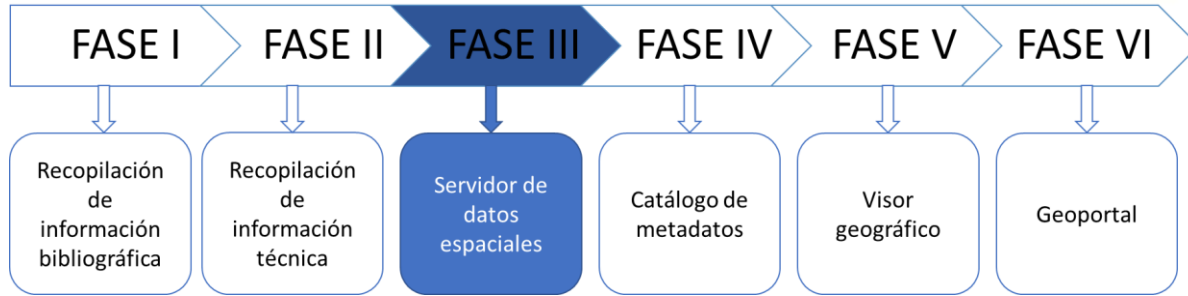 FASE I
FASE II
FASE III
FASE IV
FASE V
FASE VI
Recopilación
de
información
bibliográfica
Recopilación
de
información
técnica
Servidor de
datos
espaciales
Catálogo de
metadatos
Visor
geográfico
Geoportal